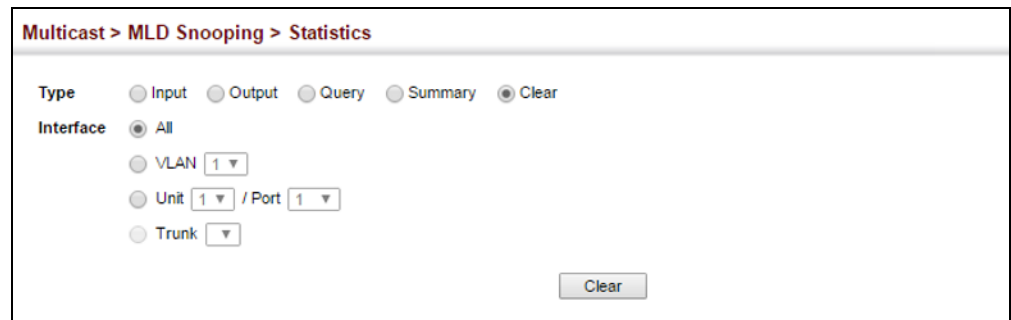 Multicast > MLD Snooping > Statistics
Type Input Output Query Summary Clear
Interface All
VLAN 1
Unit 1 / Port 1
Trunk
Clear